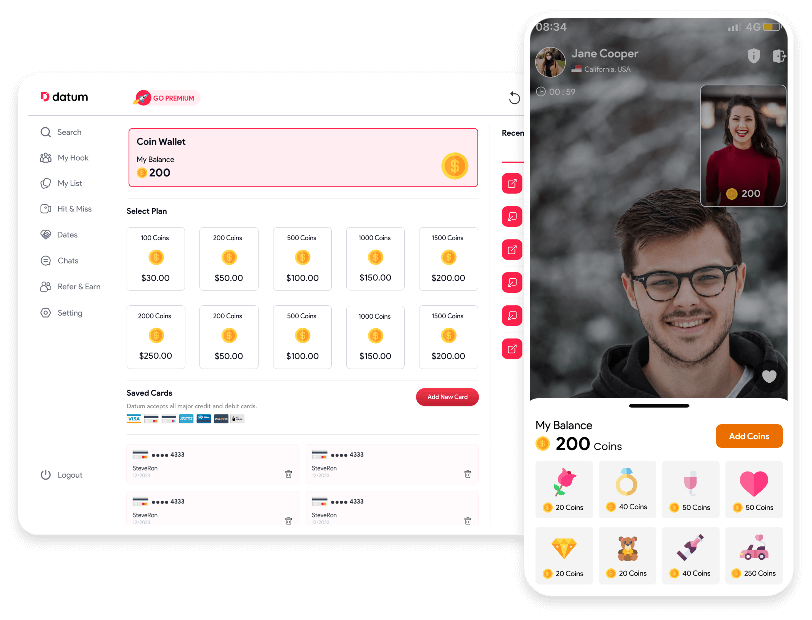 datum
GO PREMIUM
Search
My Hook
My List
Hit & Miss
Dates
Chats
Refer & Earn
Setting
Logout
Coin Wallet
My Balance
200
Select Plan
100 Coins
$30.00
200 Coins
$50.00
500 Coins
$100.00
1000 Coins
$150.00
1500 Coins
$200.00
2000 Coins
$250.00
200 Coins
$50.00
500 Coins
$100.00
1000 Coins
$150.00
1500 Coins
$200.00
Saved Cards
Datum accepts all major credit and debit cards.
VISA
Add New Card
●●●● 4333
SteveRon
●●●● 4333
SteveRon
●●●● 4333
SteveRon
●●●● 4333
SteveRon
Recen
08:34
4G
Jane Cooper
California, USA
00:59
200
My Balance
200 Coins
Add Coins
20 Coins
40 Coins
50 Coins
50 Coins
20 Coins
20 Coins
40 Coins
250 Coins